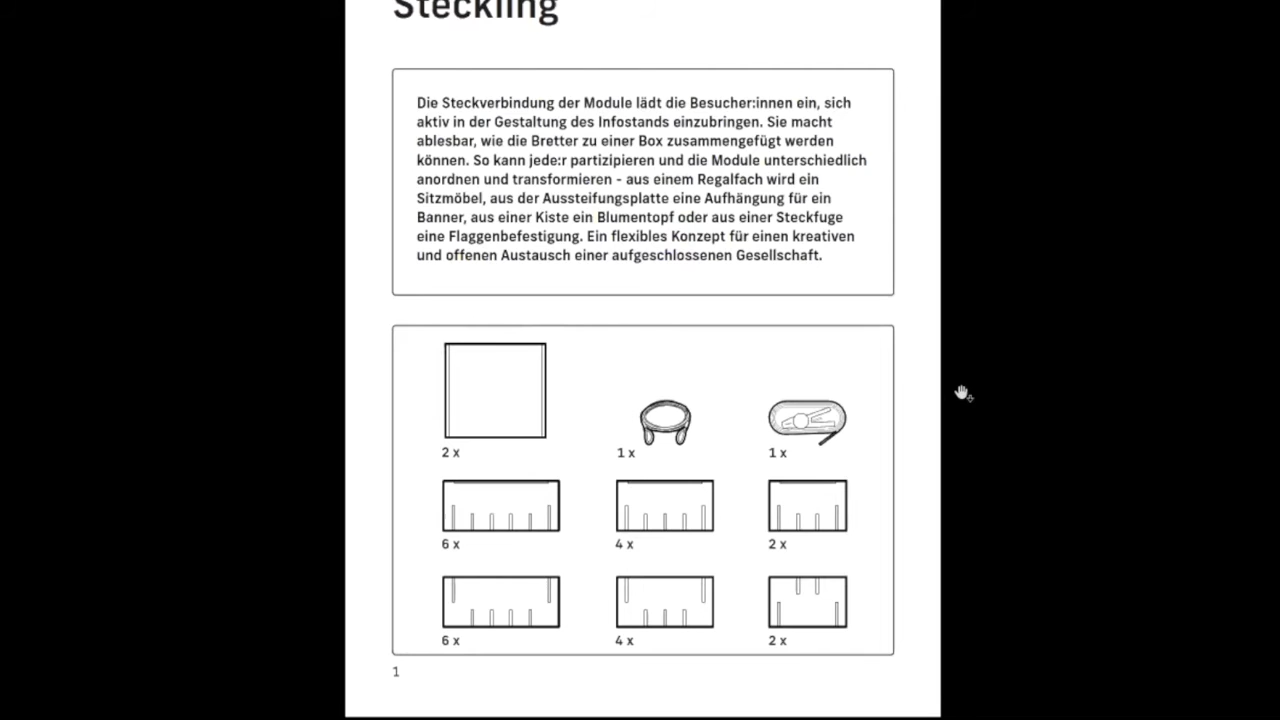 Steckling
Die Steckverbindung der Module lädt die Besucher:innen ein, sich
aktiv in der Gestaltung des Infostands einzubringen. Sie macht
ablesbar, wie die Bretter zu einer Box zusammengefügt werden
können. So kann jede:r partizipieren und die Module unterschiedlich
anordnen und transformieren - aus einem Regalfach wird ein
Sitzmöbel, aus der Aussteifungsplatte eine Aufhängung für ein
Banner, aus einer Kiste ein Blumentopf oder aus einer Steckfuge
eine Flaggenbefestigung. Ein flexibles Konzept für einen kreativen
und offenen Austausch einer aufgeschlossenen Gesellschaft.
2 x
1 x
1 x
6 x
4 x
2 x
6 x
4 x
2 x
1